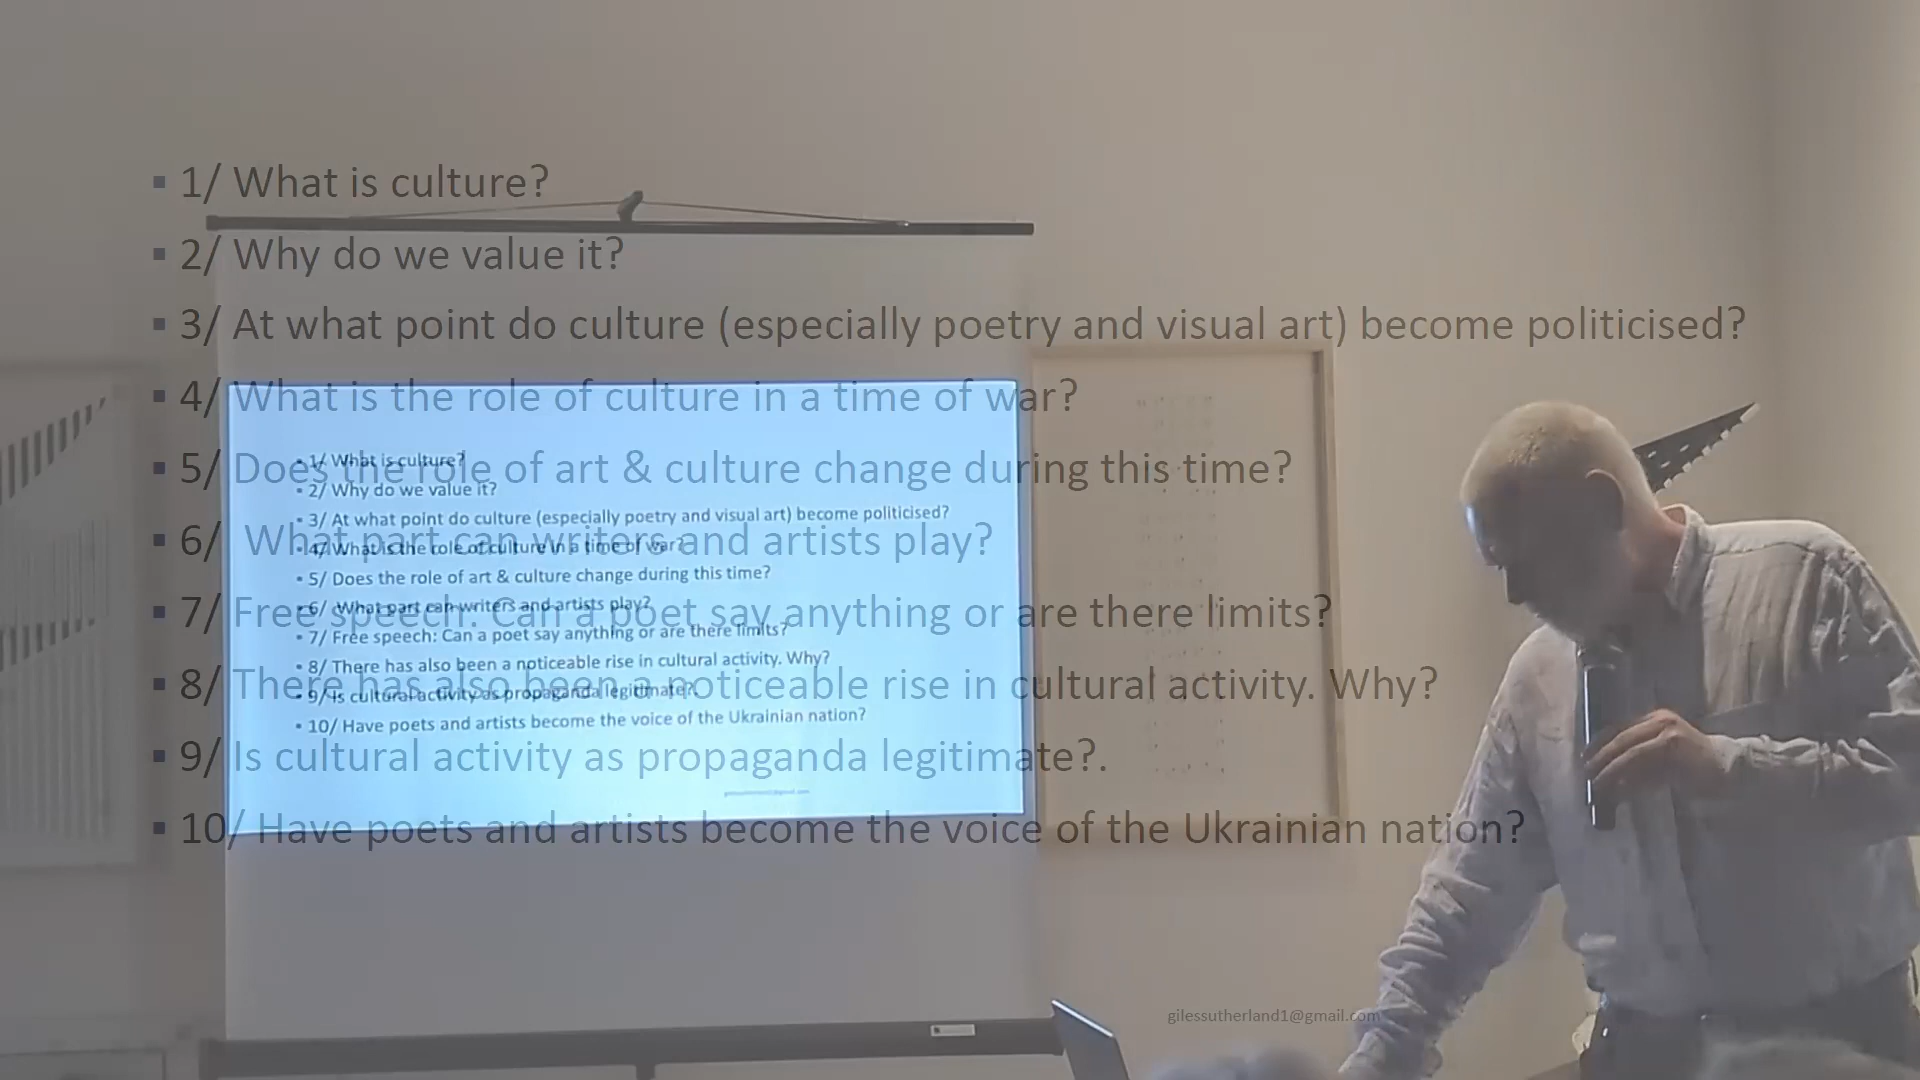 ▪ 1/ What is culture?
▪ 2/ Why do we value it?
▪ 3/ At what point do culture (especially poetry and visual art) become politicised?
▪ 4/ What is the role of culture in a time of war?
▪ 5/ Does the role of art & culture change during this time?
▪ 6/ What part can writers and artists play?
▪ 7/ Free speech: Can a poet say anything or are there limits?
▪ 8/ There has also been a noticeable rise in cultural activity. Why?
▪ 9/ Is cultural activity as propaganda legitimate?.
▪ 10/ Have poets and artists become the voice of the Ukrainian nation?
gilessutherland1@gmail.com
• 1/ What is culture?
• 2/ Why do we value it?
• 3/ At what point do culture (especially poetry and visual art) become politicised?
• 4/ What is the role of culture in a time of war?
• 5/ Does the role of art & culture change during this time?
• 6/ What part can writers and artists play?
• 7/ Free speech: Can a poet say anything or are there limits?
• 8/ There has also been a noticeable rise in cultural activity. Why?
• 9/ Is cultural activity as propaganda legitimate?.
• 10/ Have poets and artists become the voice of the Ukrainian nation?
gilessutherland1@gmail.com